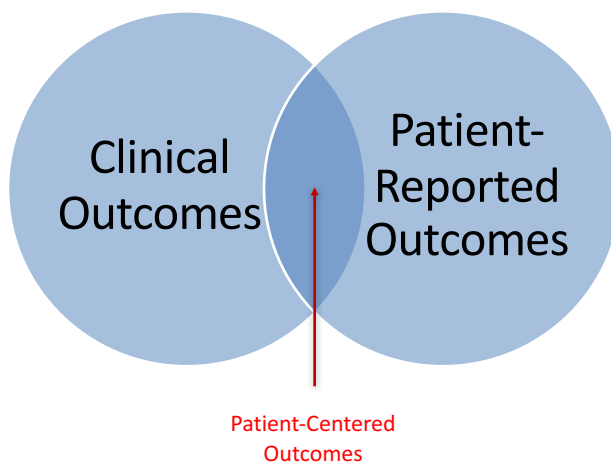 Clinical
Outcomes
Patient-
Reported
Outcomes
Patient-Centered
Outcomes